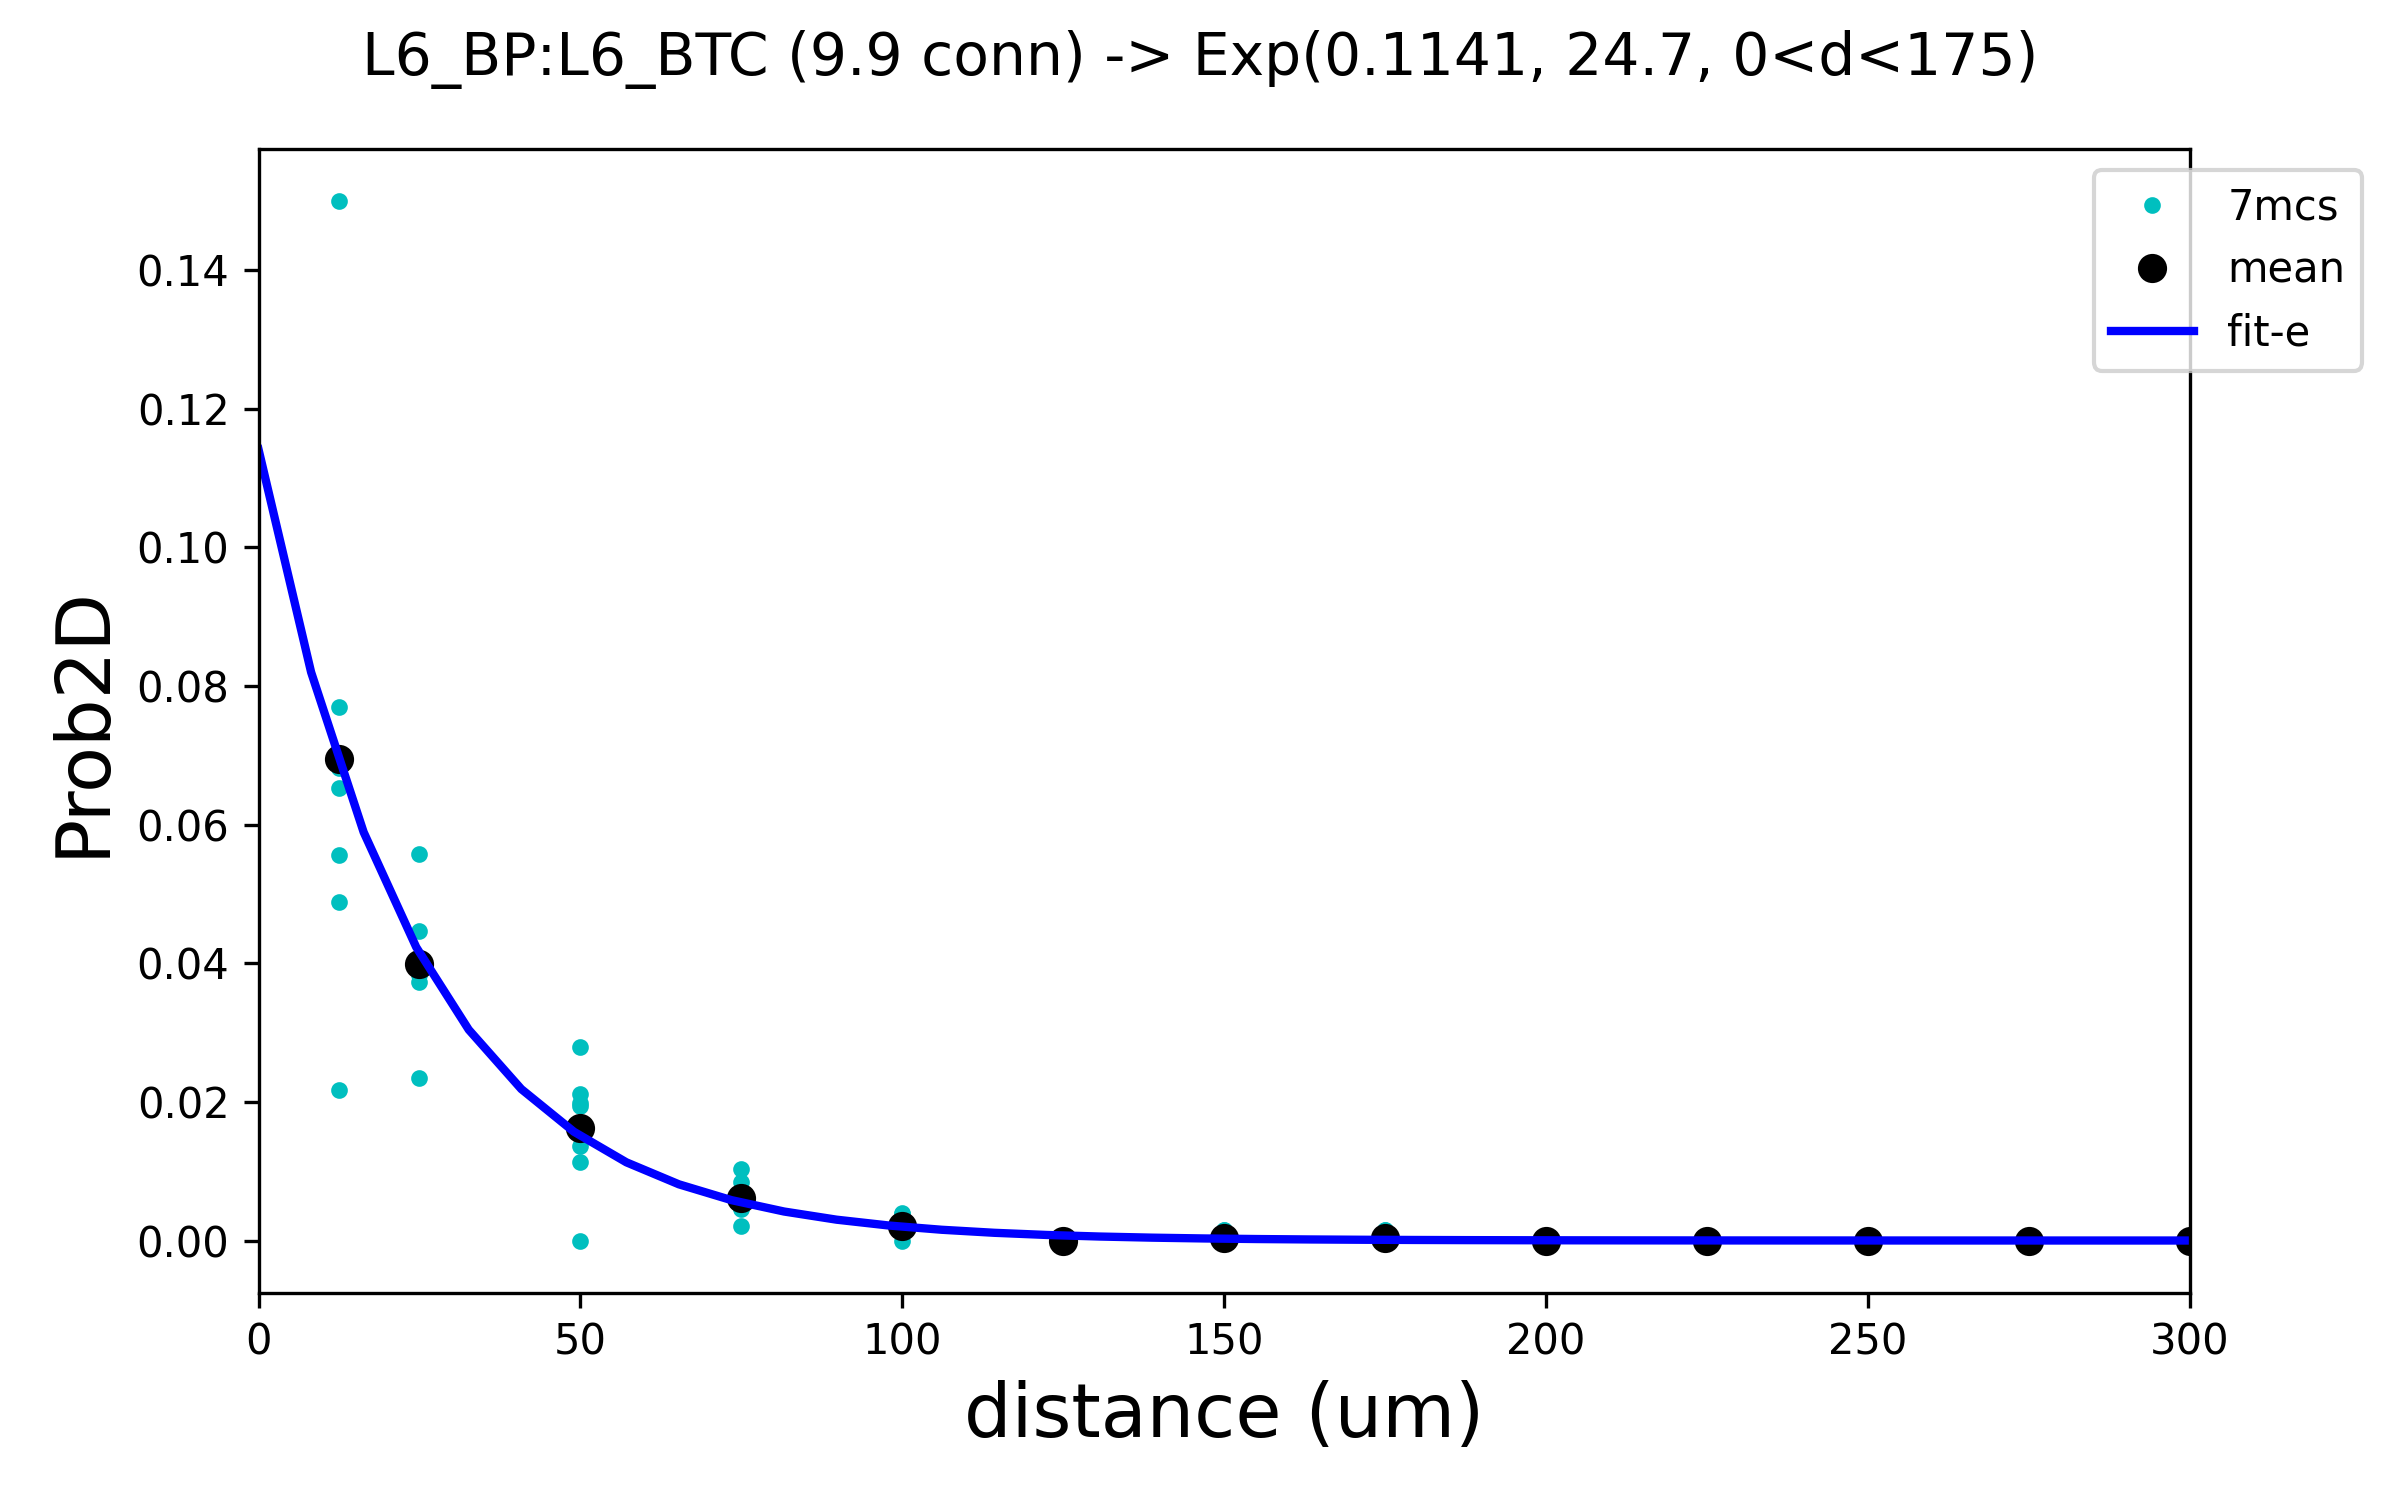 L6_BP:L6_BTC (9.9 conn) -> Exp(0.1141, 24.7, 0<d<175)
7mcs
mean
fit-e
Prob2D
0.14
0.12
0.10
0.08
0.06
0.04
0.02
0.00
0 50 100 150 200 250 300
distance (um)